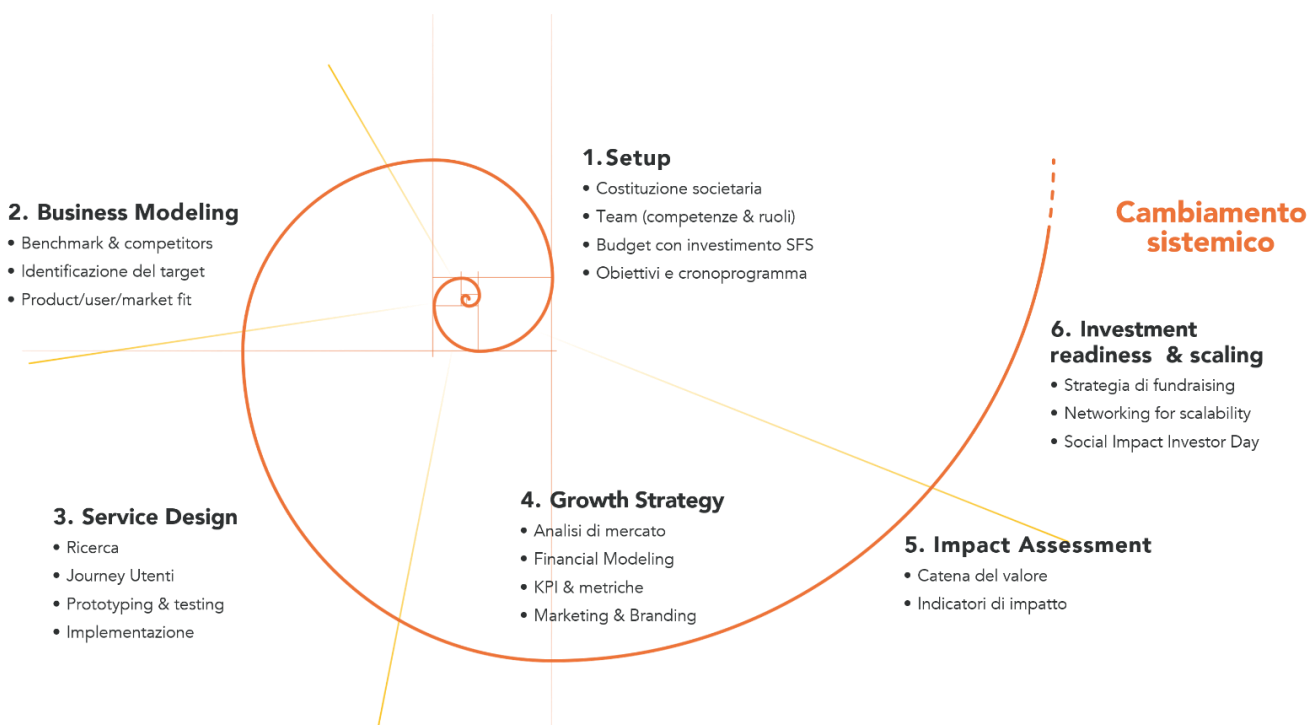 1. Setup
• Costituzione societaria
• Team (competenze & ruoli)
• Budget con investimento SFS
• Obiettivi e cronoprogramma
2. Business Modeling
• Benchmark & competitors
• Identificazione del target
• Product/user/market fit
3. Service Design
• Ricerca
• Journey Utenti
• Prototyping & testing
• Implementazione
4. Growth Strategy
• Analisi di mercato
• Financial Modeling
• KPI & metriche
• Marketing & Branding
5. Impact Assessment
• Catena del valore
• Indicatori di impatto
6. Investment
readiness & scaling
• Strategia di fundraising
• Networking for scalability
• Social Impact Investor Day
Cambiamento
sistemico